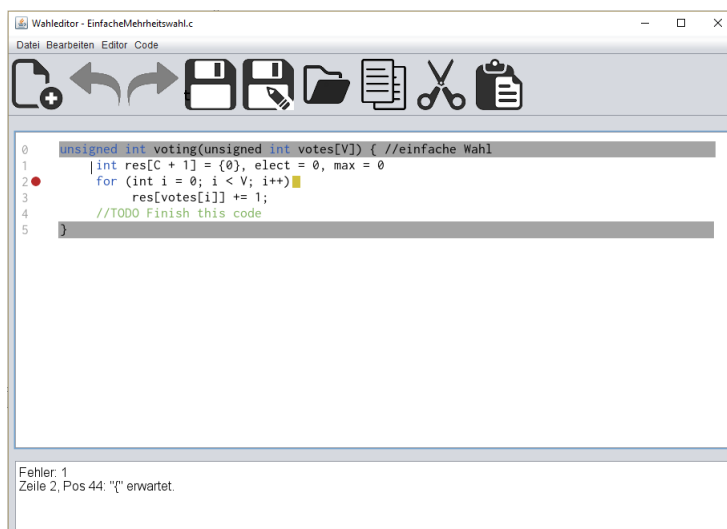 Wahleditor - EinfacheMehrheitswahl.c
Datei Bearbeiten Editor Code
0 unsigned int voting(unsigned int votes[V]) { //einfache Wahl
1 int res[C + 1] = {0}, elect = 0, max = 0
2 for (int i = 0; i < V; i++)
3 res[votes[i]] += 1;
4 //TODO Finish this code
5 }
Fehler: 1
Zeile 2, Pos 44: "{" erwartet.